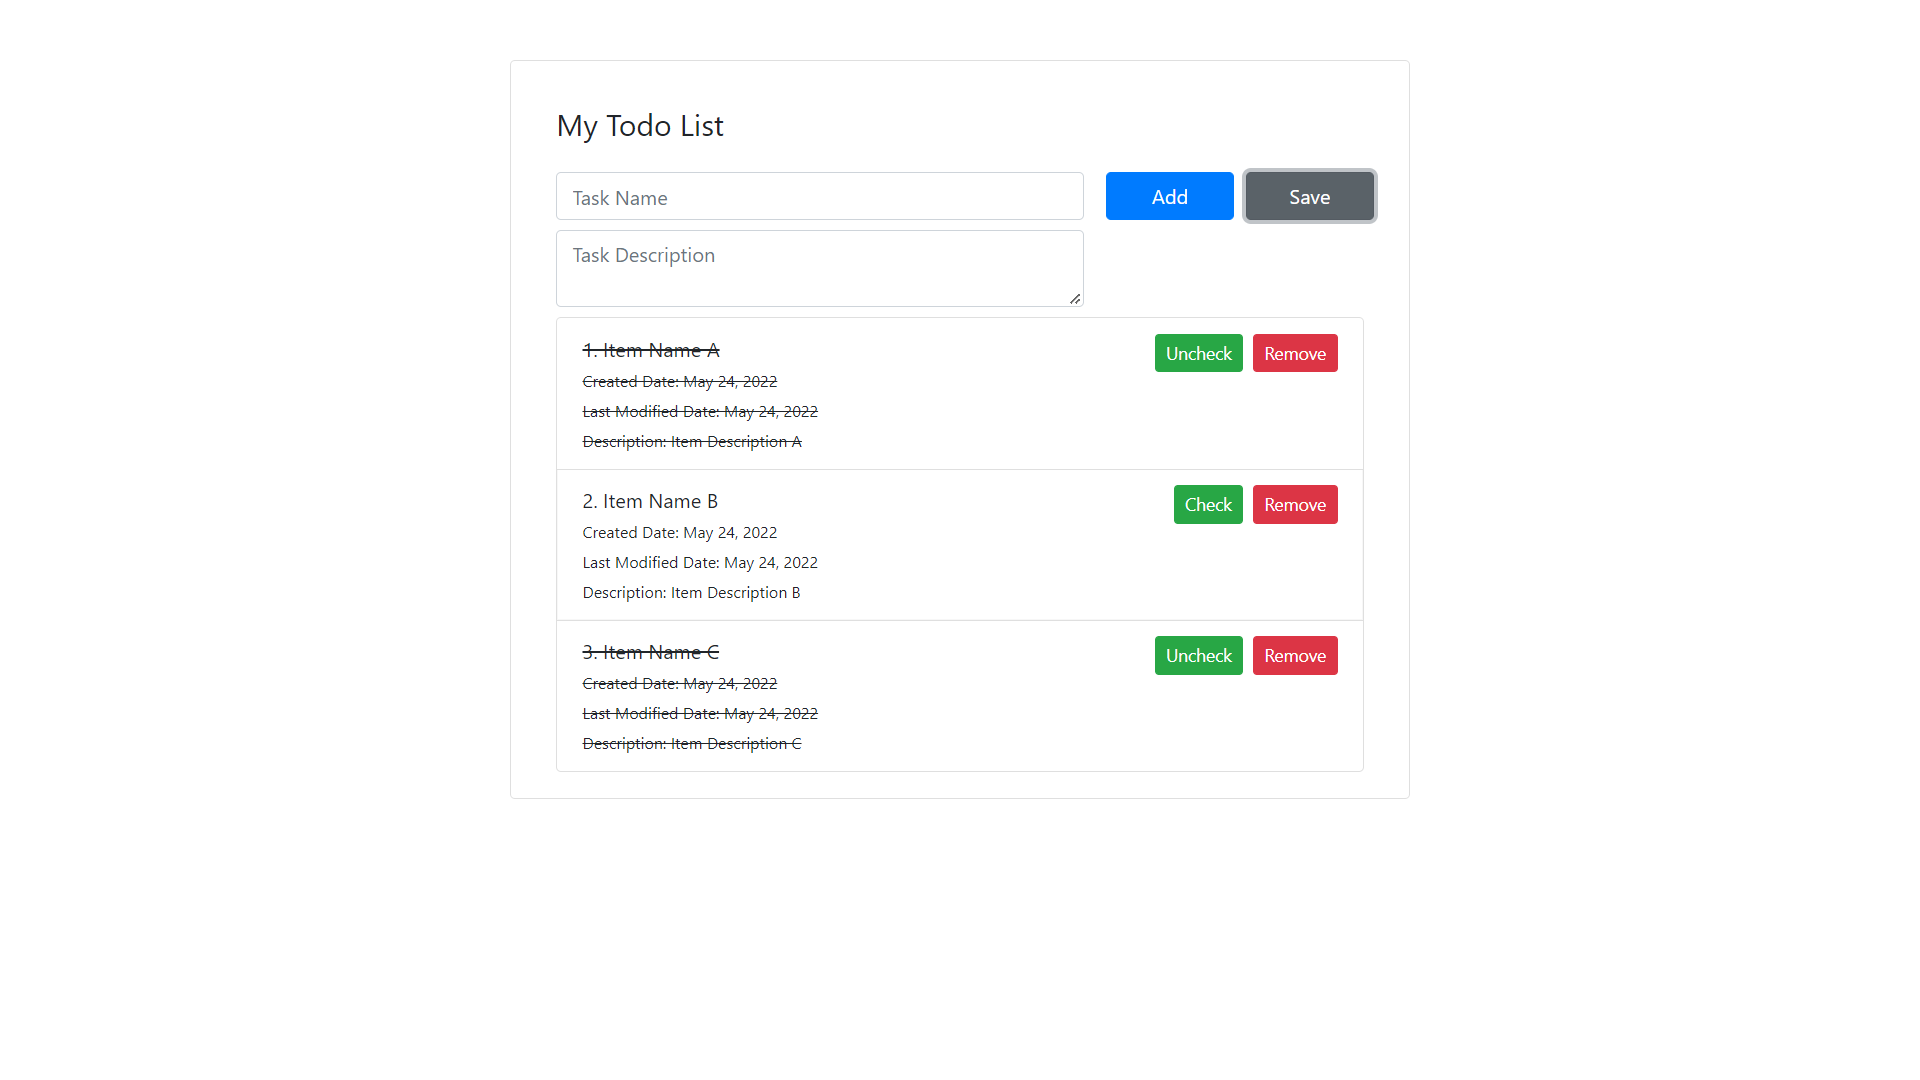 My Todo List
Task Name
Add
Save
Task Description
1. Item Name A
Uncheck
Remove
Created Date: May 24, 2022
Last Modified Date: May 24, 2022
Description: Item Description A
2. Item Name B
Check
Remove
Created Date: May 24, 2022
Last Modified Date: May 24, 2022
Description: Item Description B
3. Item Name C
Uncheck
Remove
Created Date: May 24, 2022
Last Modified Date: May 24, 2022
Description: Item Description C